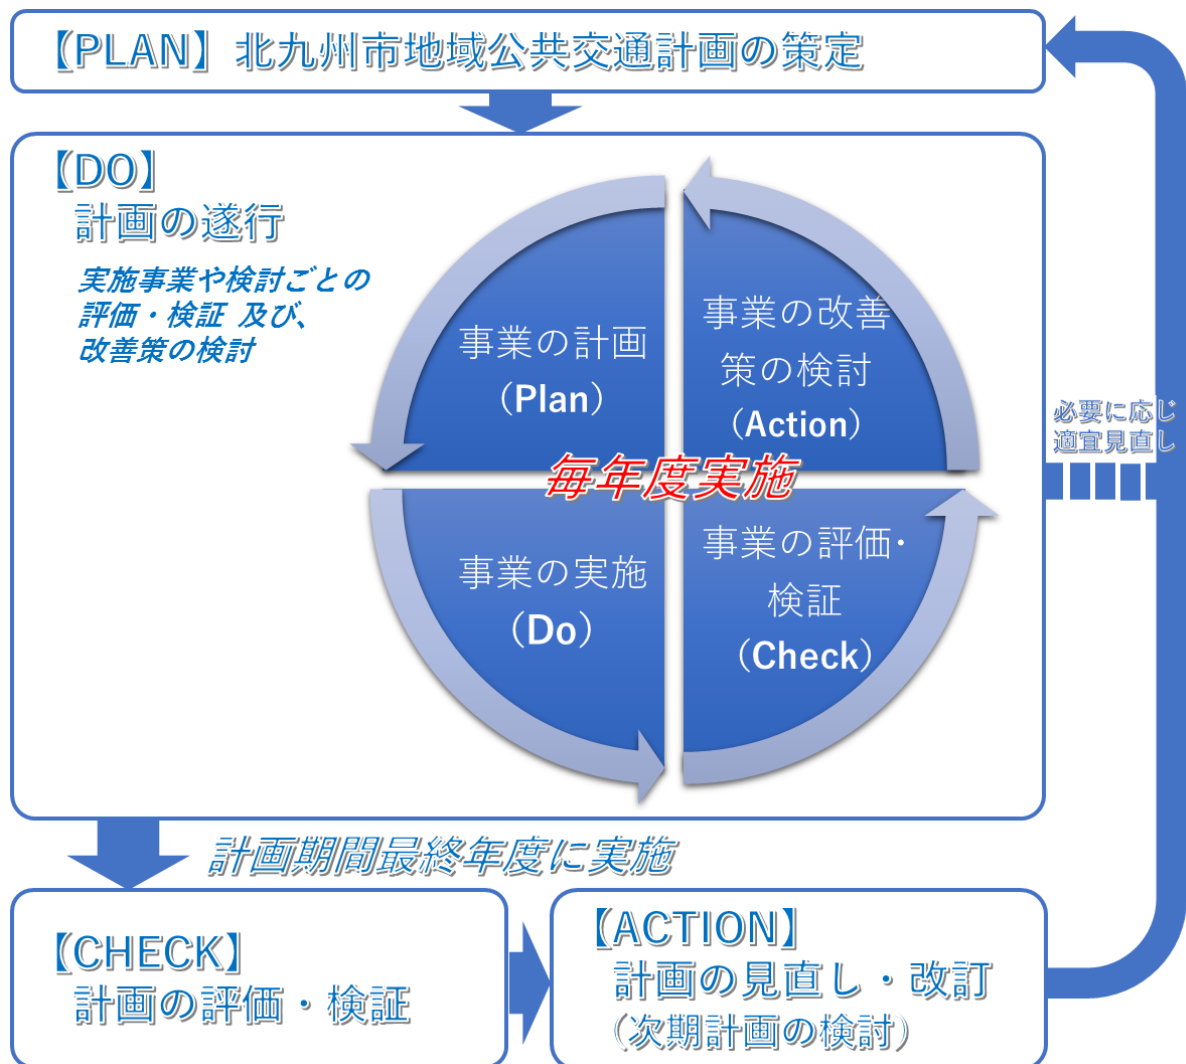 【PLAN】北九州市地域公共交通計画の策定
【DO】
計画の遂行
実施事業や検討ごとの
評価・検証 及び、
改善策の検討
事業の計画
（Plan）
事業の改善
策の検討
（Action）
毎年度実施
事業の実施
（Do）
事業の評価・
検証
（Check）
必要に応じ
適宜見直し
計画期間最終年度に実施
【CHECK】
計画の評価・検証
【ACTION】
計画の見直し・改訂
（次期計画の検討）